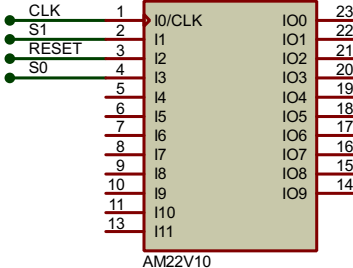 CLK 1 I0/CLK IO0 23
S1 2 I1 IO1 22
RESET 3 I2 IO2 21
S0 4 I3 IO3 20
5 I4 IO4 19
6 I5 IO5 18
7 I6 IO6 17
8 I7 IO7 16
9 I8 IO8 15
10 I9 IO9 14
11 I10
13 I11
AM22V10